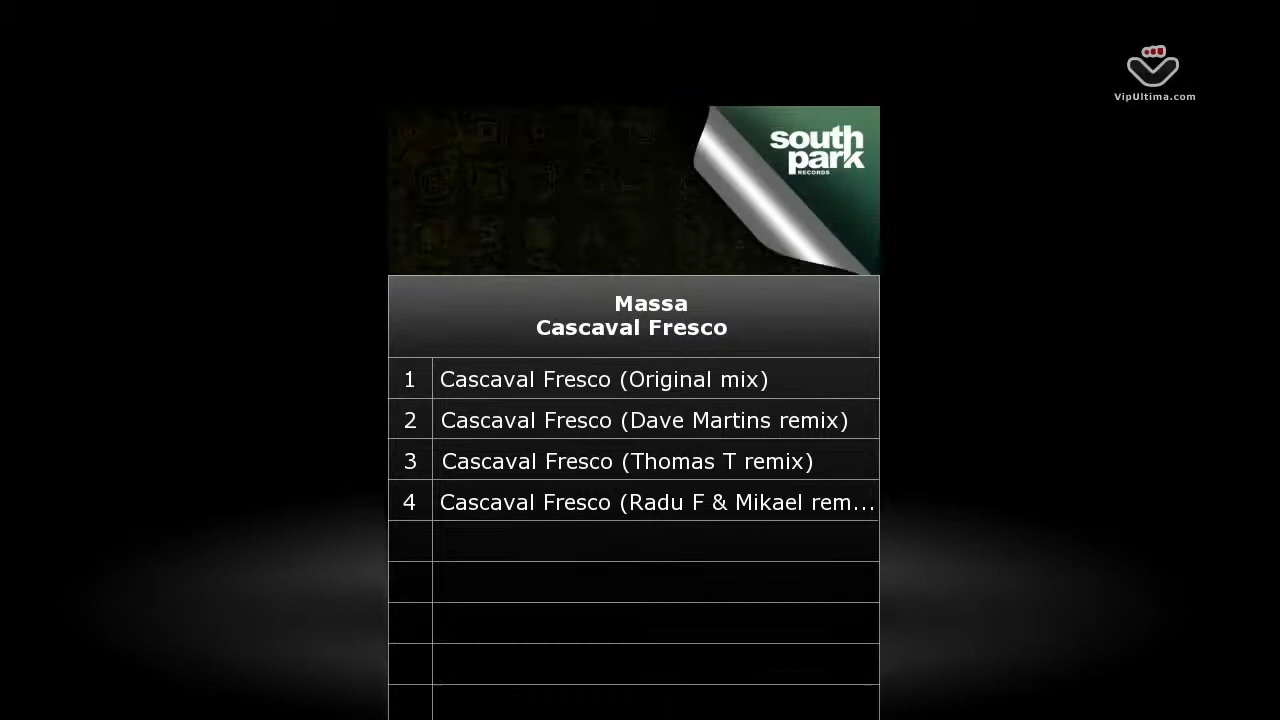 VipUltima.com
south
park
RECORDS
Massa
Cascaval Fresco
1 Cascaval Fresco (Original mix)
2 Cascaval Fresco (Dave Martins remix)
3 Cascaval Fresco (Thomas T remix)
4 Cascaval Fresco (Radu F & Mikael rem...